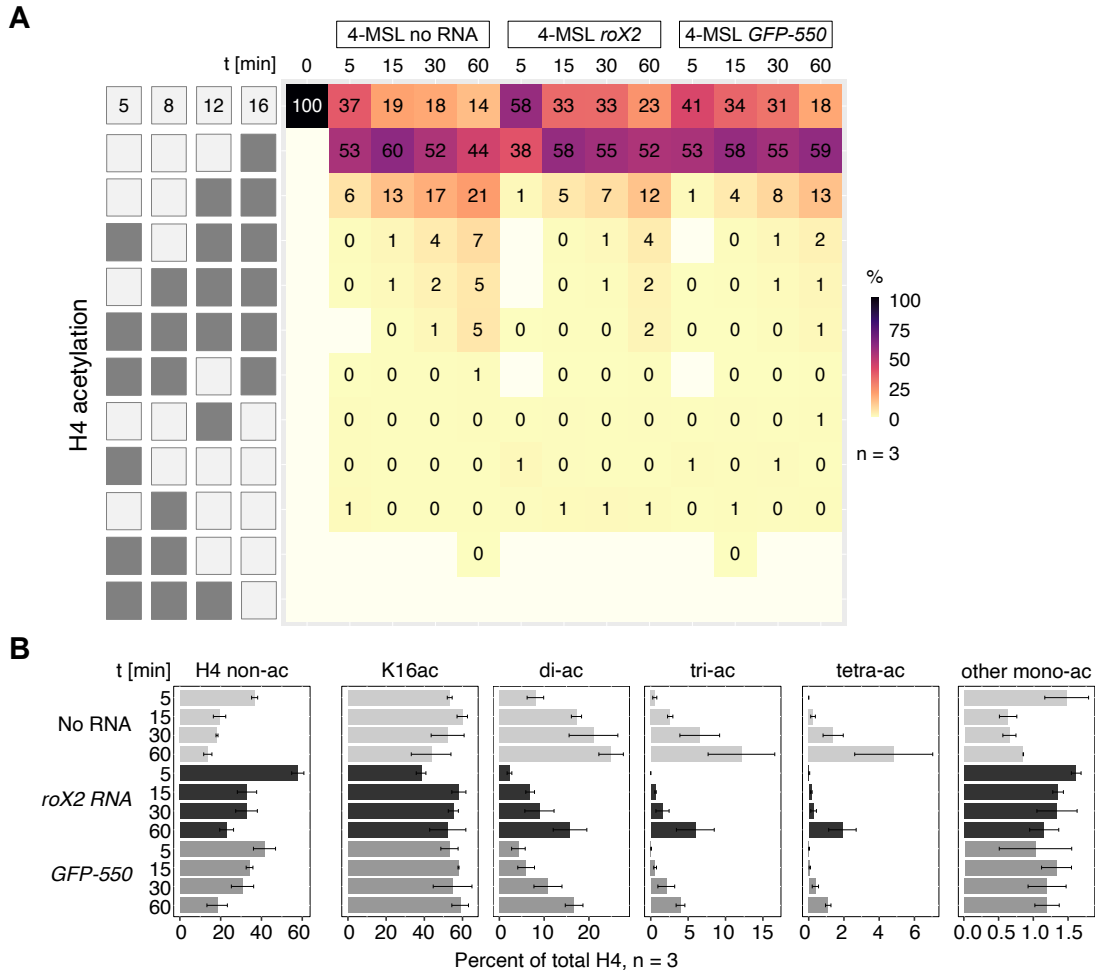 A
4-MSL no RNA 4-MSL roX2 4-MSL GFP-550
t [min] 0 5 15 30 60 5 15 30 60 5 15 30 60
5 8 12 16 100 37 19 18 14 58 33 33 23 41 34 31 18
53 60 52 44 38 58 55 52 53 58 55 59
6 13 17 21 1 5 7 12 1 4 8 13
0 1 4 7 0 1 4 0 1 2
0 1 2 5 0 1 2 0 0 1 1
0 1 5 0 0 0 2 0 0 0 1
0 0 0 1 0 0 0 0 0 0
0 0 0 0 0 0 0 0 0 0 0 1
0 0 0 0 1 0 0 0 1 0 1 0
1 0 0 0 0 1 1 1 0 1 0 0
0 0
H4 acetylation
%
100
75
50
25
0
n = 3
B
t [min] H4 non-ac K16ac di-ac tri-ac tetra-ac other mono-ac
No RNA
5
15
30
60
roX2 RNA
5
15
30
60
GFP-550
5
15
30
60
0 20 40 60 0 20 40 60 0 10 20 0 5 10 15 0 2 4 6 0.0 0.5 1.0 1.5
Percent of total H4, n = 3